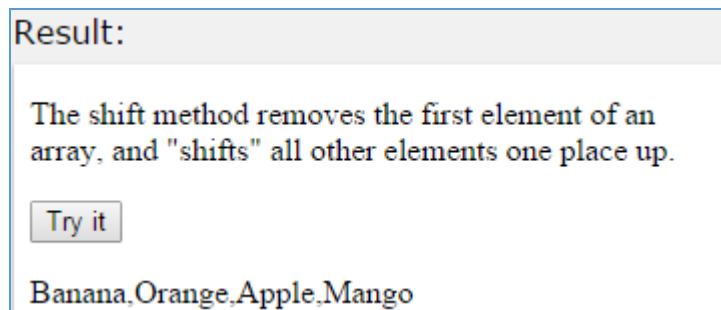 Result:
The shift method removes the first element of an
array, and "shifts" all other elements one place up.
Try it
Banana,Orange,Apple,Mango